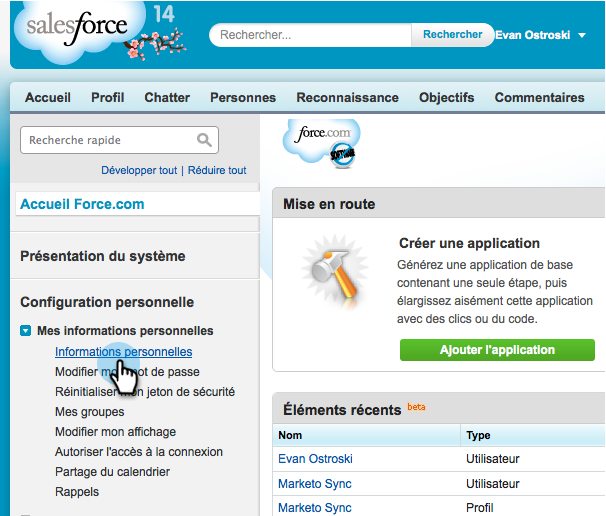 salesforce
14
Rechercher...
Rechercher
Evan Ostroski
Accueil Profil Chatter Personnes Reconnaissance Objectifs Commentaires
Recherche rapide
Développer tout | Réduire tout
Accueil Force.com
Présentation du système
Configuration personnelle
Mes informations personnelles
Informations personnelles
Modifier mot de passe
Réinitialiser mon jeton de sécurité
Mes groupes
Modifier mon affichage
Autoriser l'accès à la connexion
Partage du calendrier
Rappels
force.com
SOFTWARE
Mise en route
Créer une application
Générez une application de base
contenant une seule étape, puis
élargissez aisément cette application
avec des clics ou du code.
Ajouter l'application
Éléments récents beta
Nom Type
Evan Ostroski Utilisateur
Marketo Sync Utilisateur
Marketo Sync Profil